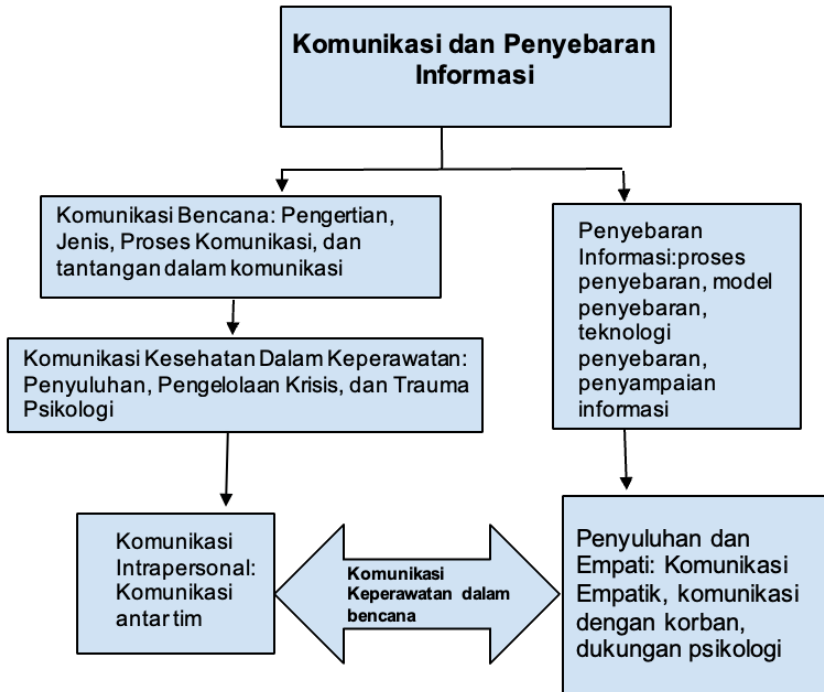 Komunikasi dan Penyebaran
Informasi
Komunikasi Bencana: Pengertian,
Jenis, Proses Komunikasi, dan
tantangan dalam komunikasi
Penyebaran
Informasi:proses
penyebaran, model
penyebaran,
teknologi
penyebaran,
penyampaian
informasi
Komunikasi Kesehatan Dalam Keperawatan:
Penyuluhan, Pengelolaan Krisis, dan Trauma
Psikologi
Komunikasi
Intrapersonal:
Komunikasi
antar tim
Komunikasi
Keperawatan dalam
bencana
Penyuluhan dan
Empati: Komunikasi
Empatik, komunikasi
dengan korban,
dukungan psikologi